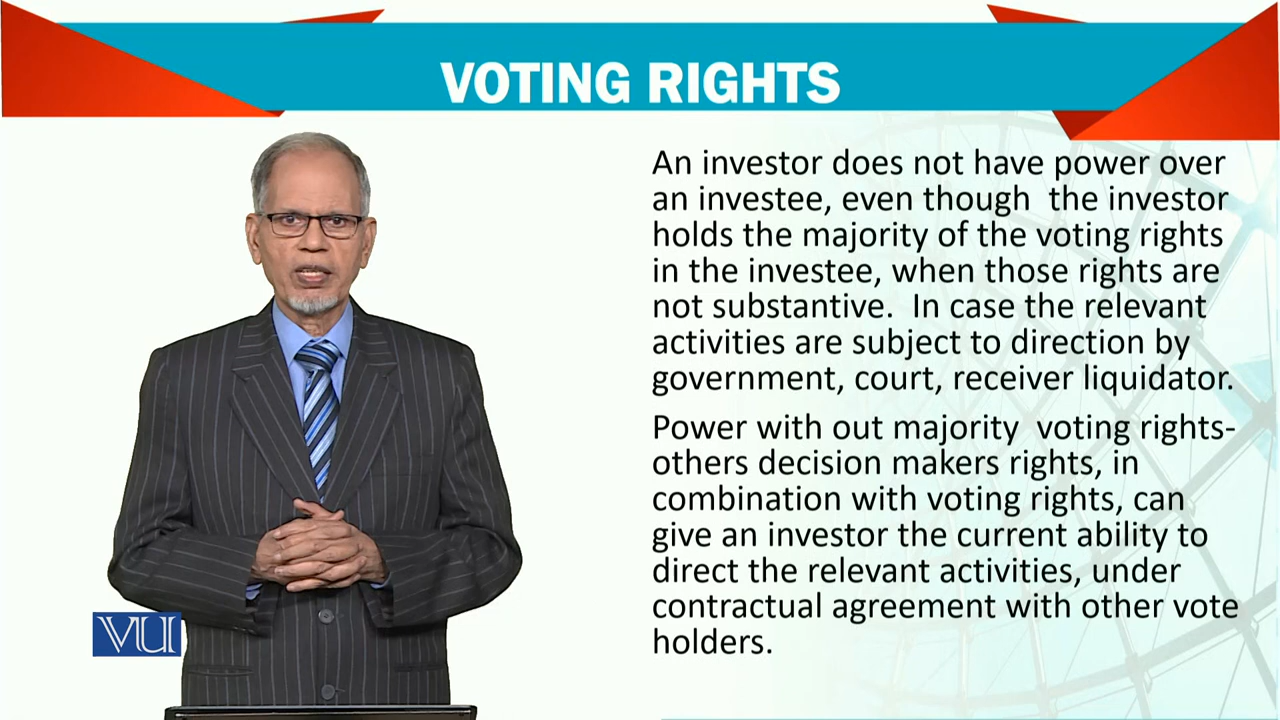 VOTING RIGHTS
An investor does not have power over
an investee, even though the investor
holds the majority of the voting rights
in the investee, when those rights are
not substantive. In case the relevant
activities are subject to direction by
government, court, receiver liquidator.
Power with out majority voting rights-
others decision makers rights, in
combination with voting rights, can
give an investor the current ability to
direct the relevant activities, under
contractual agreement with other vote
holders.
VU